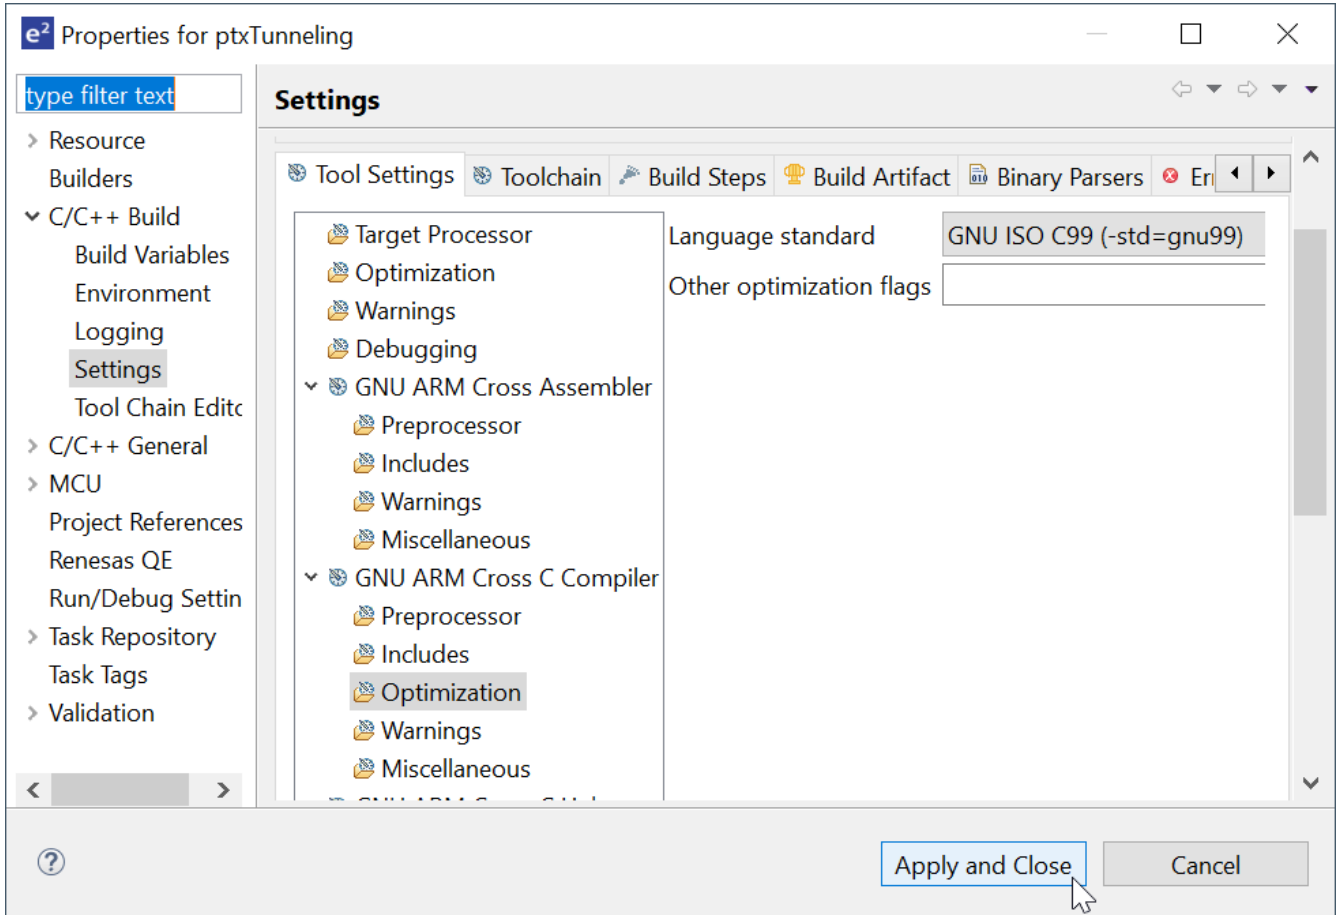 e² Properties for ptxTunneling
type filter text
Resource
Builders
C/C++ Build
Build Variables
Environment
Logging
Settings
Tool Chain Edito
C/C++ General
MCU
Project References
Renesas QE
Run/Debug Settin
Task Repository
Task Tags
Validation
Settings
Tool Settings Toolchain Build Steps Build Artifact Binary Parsers Er
Target Processor
Optimization
Warnings
Debugging
GNU ARM Cross Assembler
Preprocessor
Includes
Warnings
Miscellaneous
GNU ARM Cross C Compiler
Preprocessor
Includes
Optimization
Warnings
Miscellaneous
Language standard GNU ISO C99 (-std=gnu99)
Other optimization flags
? Apply and Close Cancel